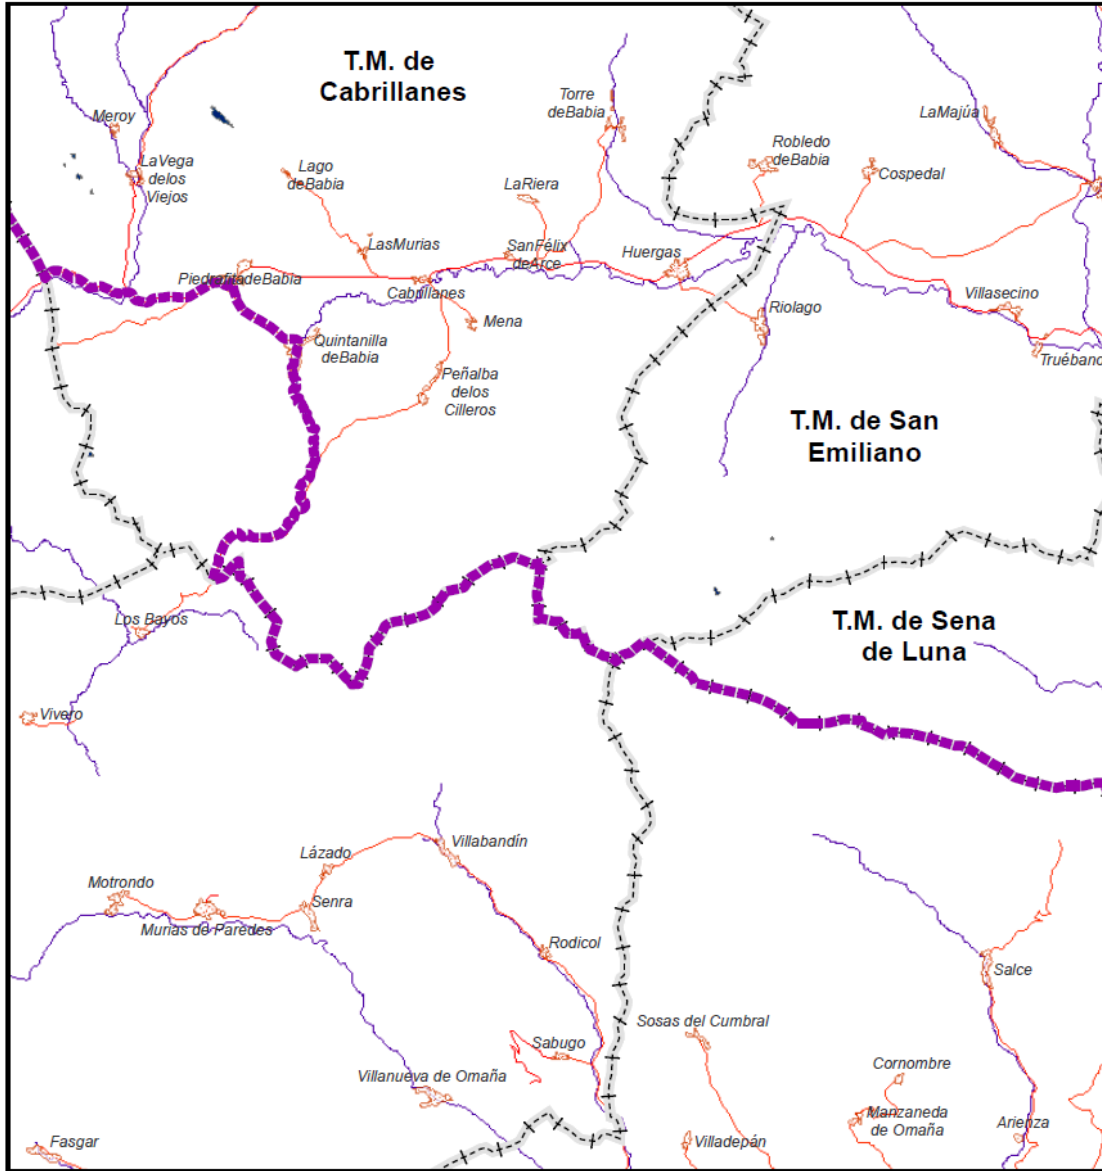 T.M. de
Cabrillanes
Torre
deBabia
LaMajúa
Meroy
Robledo
deBabia
LaVega
delos
Viejos
Lago
deBabia
Cospedal
LaRiera
LasMurias
SanFélix
deArce
Huergas
PiedrafitadeBabia
Cabrillanes
Villasecino
Mena
Riolago
Quintanilla
deBabia
Truébano
Peñalba
delos
Cilleros
T.M. de San
Emiliano
T.M. de Sena
de Luna
Los Bayos
Vivero
Villabandín
Lázado
Motrondo
Senra
Murias de Paredes
Rodicol
Salce
Sosas del Cumbral
Sabugo
Cornombre
Villanueva de Omaña
Manzaneda
de Omaña
Arienza
Fasgar
Villadepán